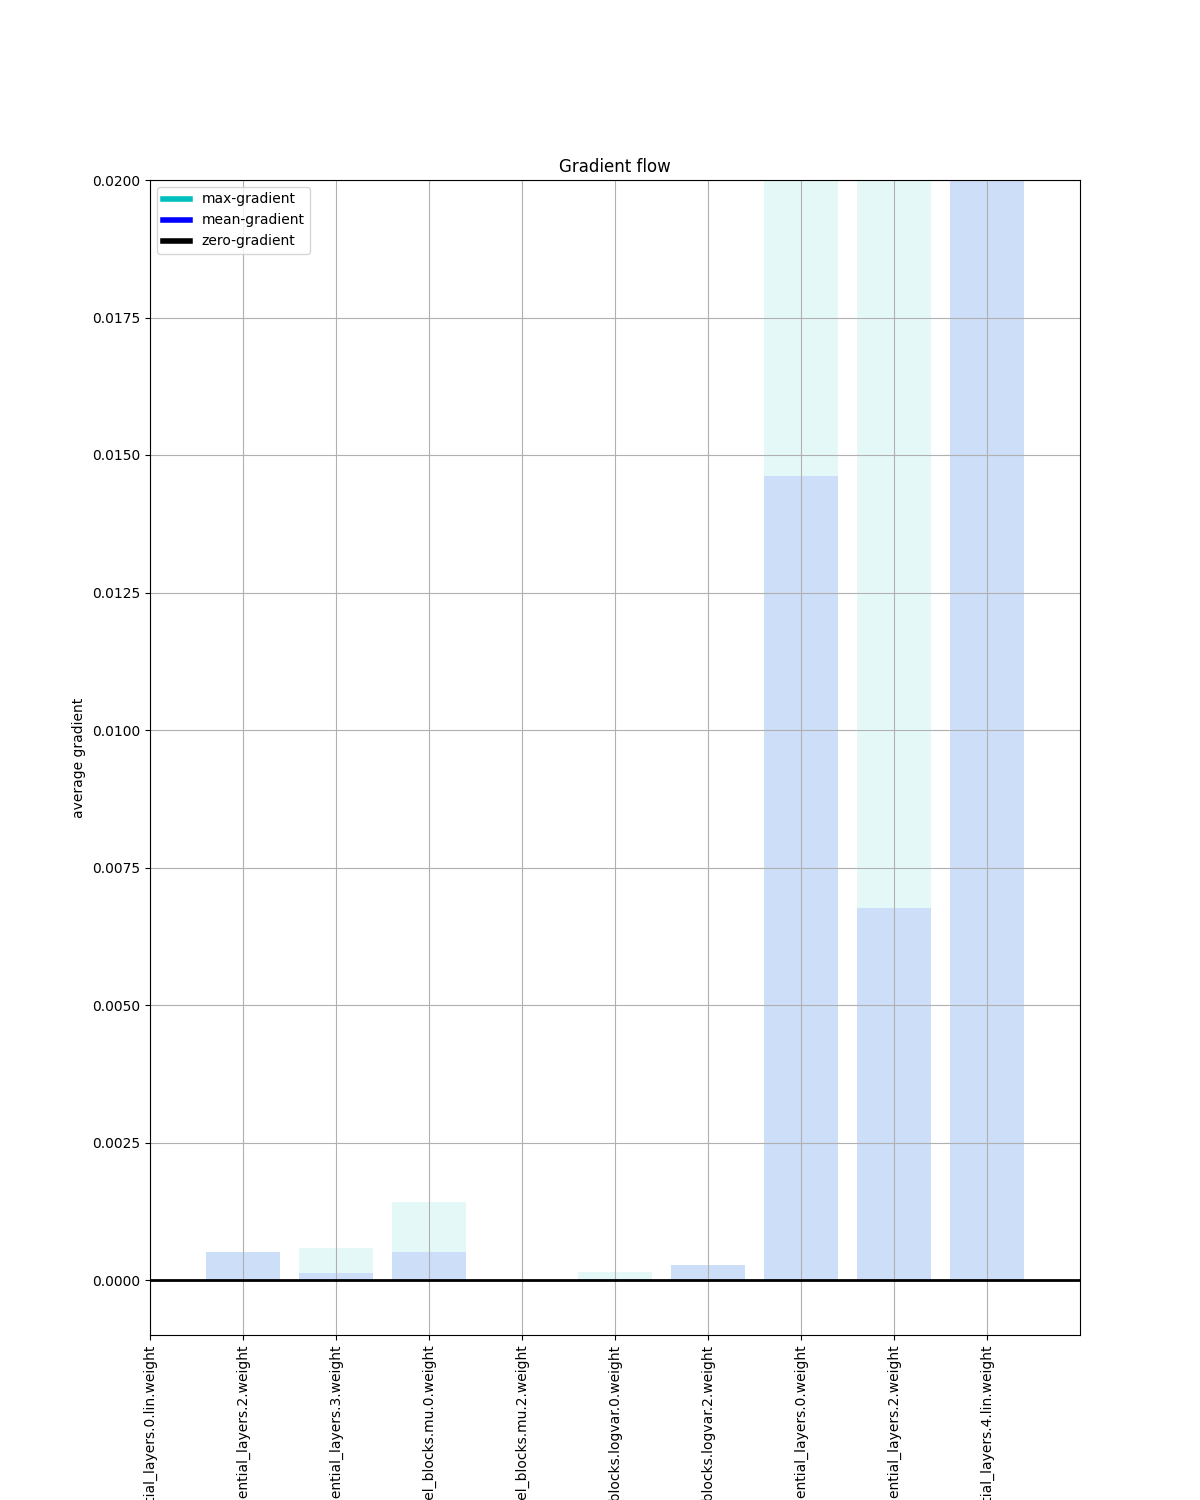 Gradient flow
max-gradient
mean-gradient
zero-gradient
0.0200
0.0175
0.0150
0.0125
0.0100
0.0075
0.0050
0.0025
0.0000
average gradient
tial_layers.0.lin.weight
ential_layers.2.weight
ential_layers.3.weight
el_blocks.mu.0.weight
el_blocks.mu.2.weight
blocks.logvar.0.weight
blocks.logvar.2.weight
ential_layers.0.weight
ential_layers.2.weight
tial_layers.4.lin.weight